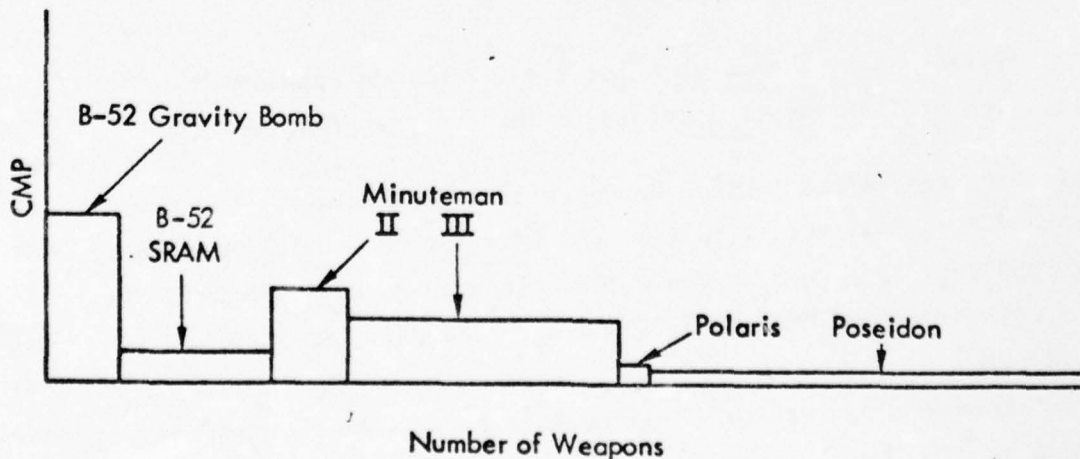 B-52 Gravity Bomb
CMP
B-52
SRAM
Minuteman
II III
Polaris
Poseidon
Number of Weapons